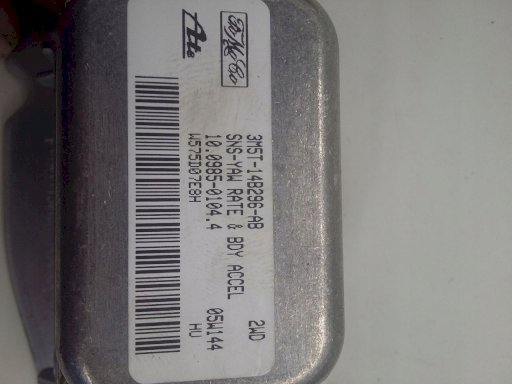 FoMoCo
Ate
3M5T-14B296-AB 2WD
SNS-YAW RATE & BDY ACCEL
10.0985-0104.4 05W144
W575D07E8H HU